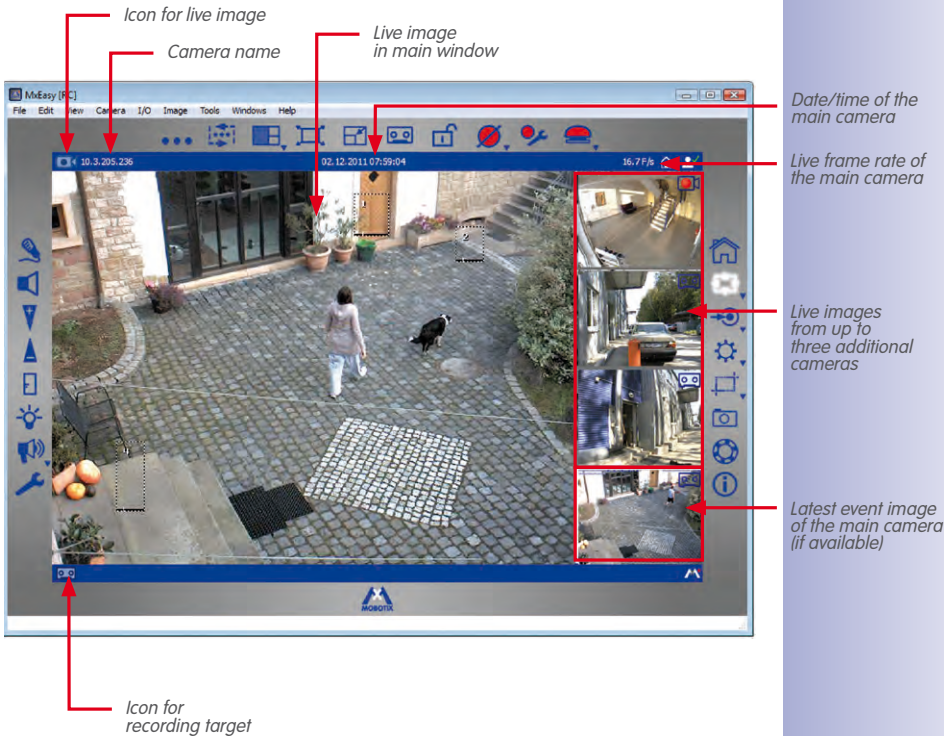 Icon for live image
Camera name
Live image
in main window
MxEasy [PC]
File Edit View Camera I/O Image Tools Windows Help
Date/time of the
main camera
10.3.205.236
02.12.2011 07:59:04
16.7 F/s
Live frame rate of
the main camera
1
2
Live images
from up to
three additional
cameras
Latest event image
of the main camera
(if available)
MOBOTIX
Icon for
recording target